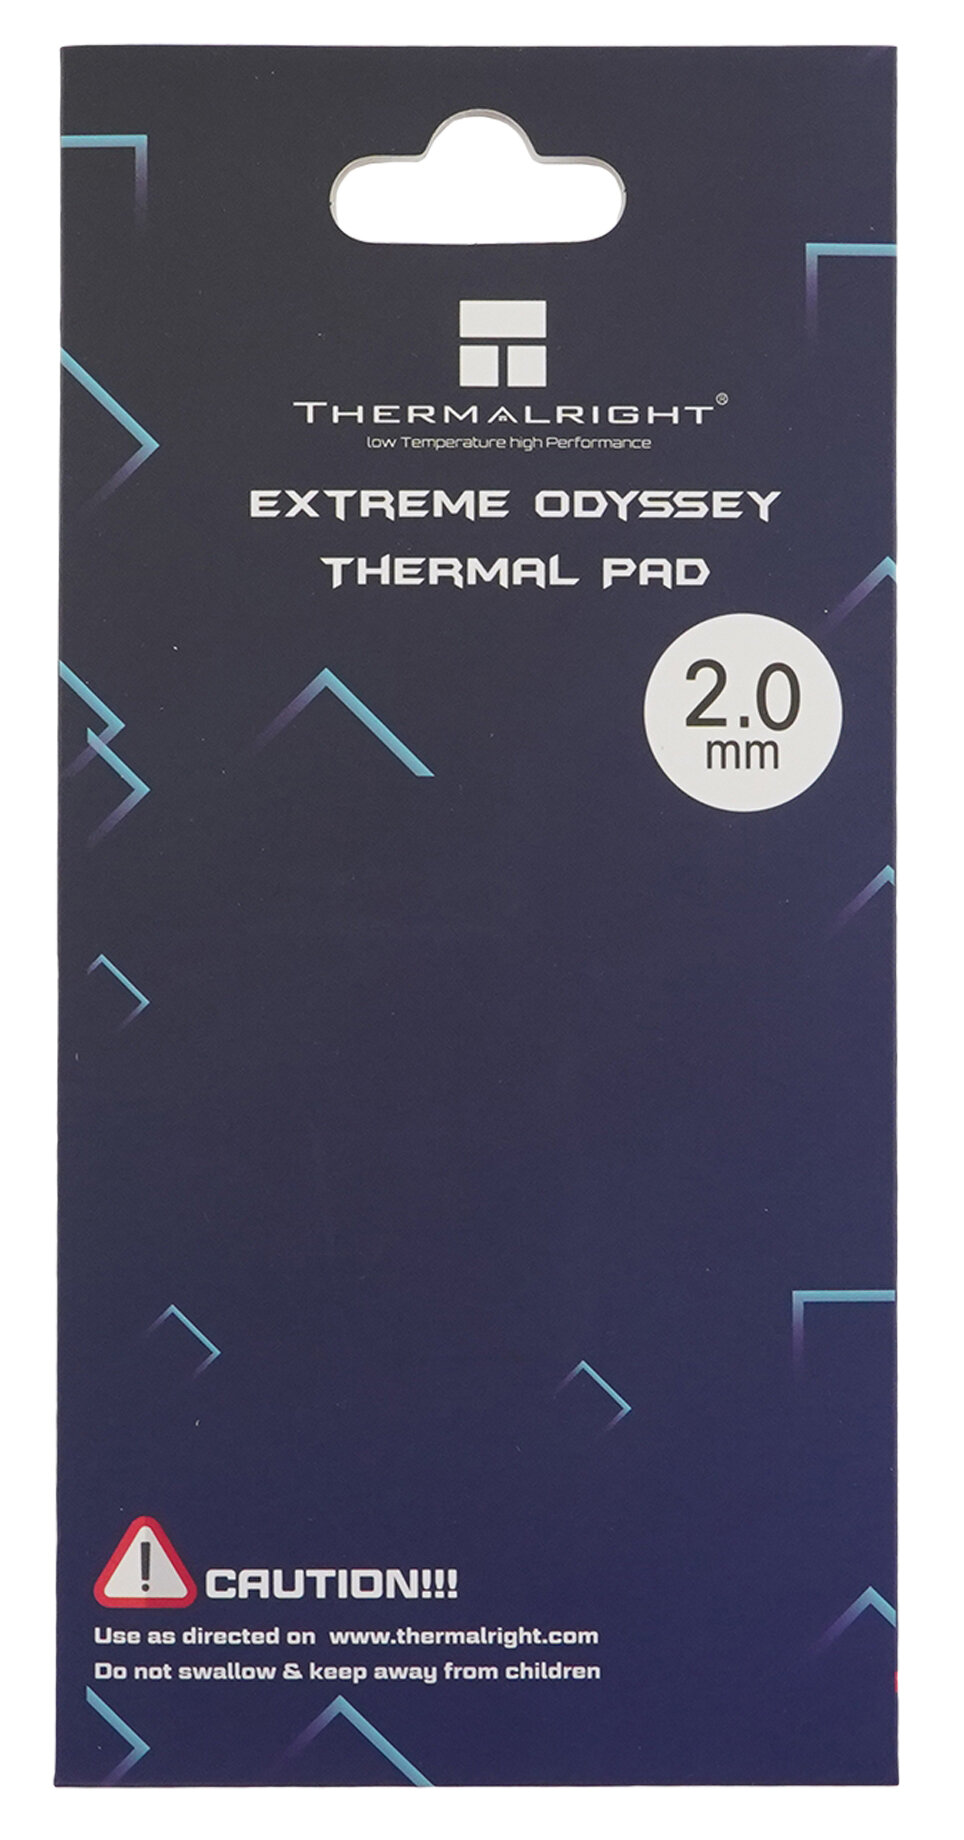 THERMALRIGHT®
low Temperature high Performance
EXTREME ODYSSEY
THERMAL PAD
2.0
mm
!
CAUTION!!!
Use as directed on www.thermalright.com
Do not swallow & keep away from children